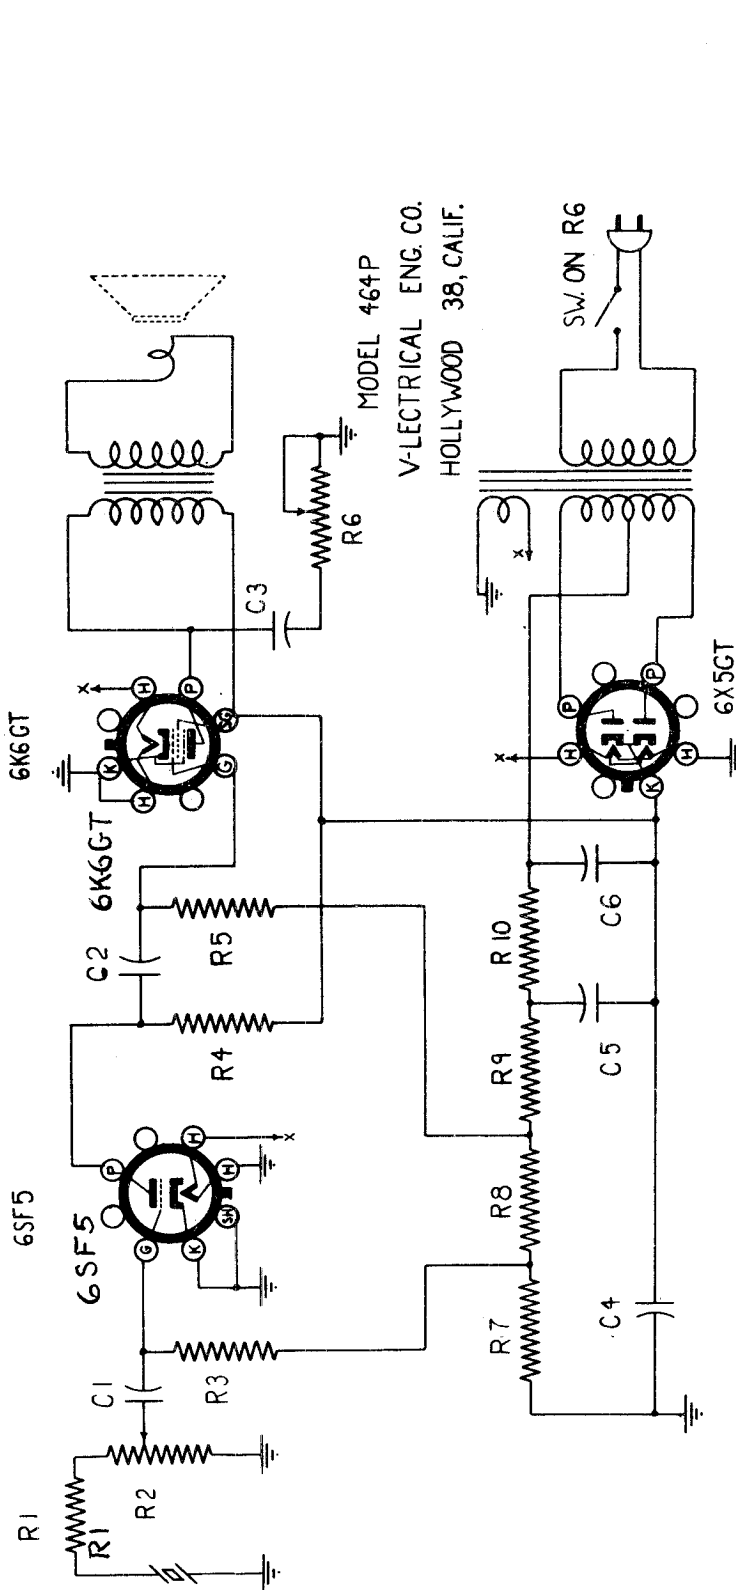 6SF5
6K6GT
R1
R1
R2
C1
R3
6SF5
G
P
K
SH
H
H
X
R4
C2
R5
6K6GT
H
K
H
P
G
SG
X
C3
R6
MODEL 464P
V-LECTRICAL ENG. CO.
HOLLYWOOD 38, CALIF.
SW. ON R6
X
R7
R8
R9
R10
C4
C5
C6
X
H
P
P
K
H
6X5GT